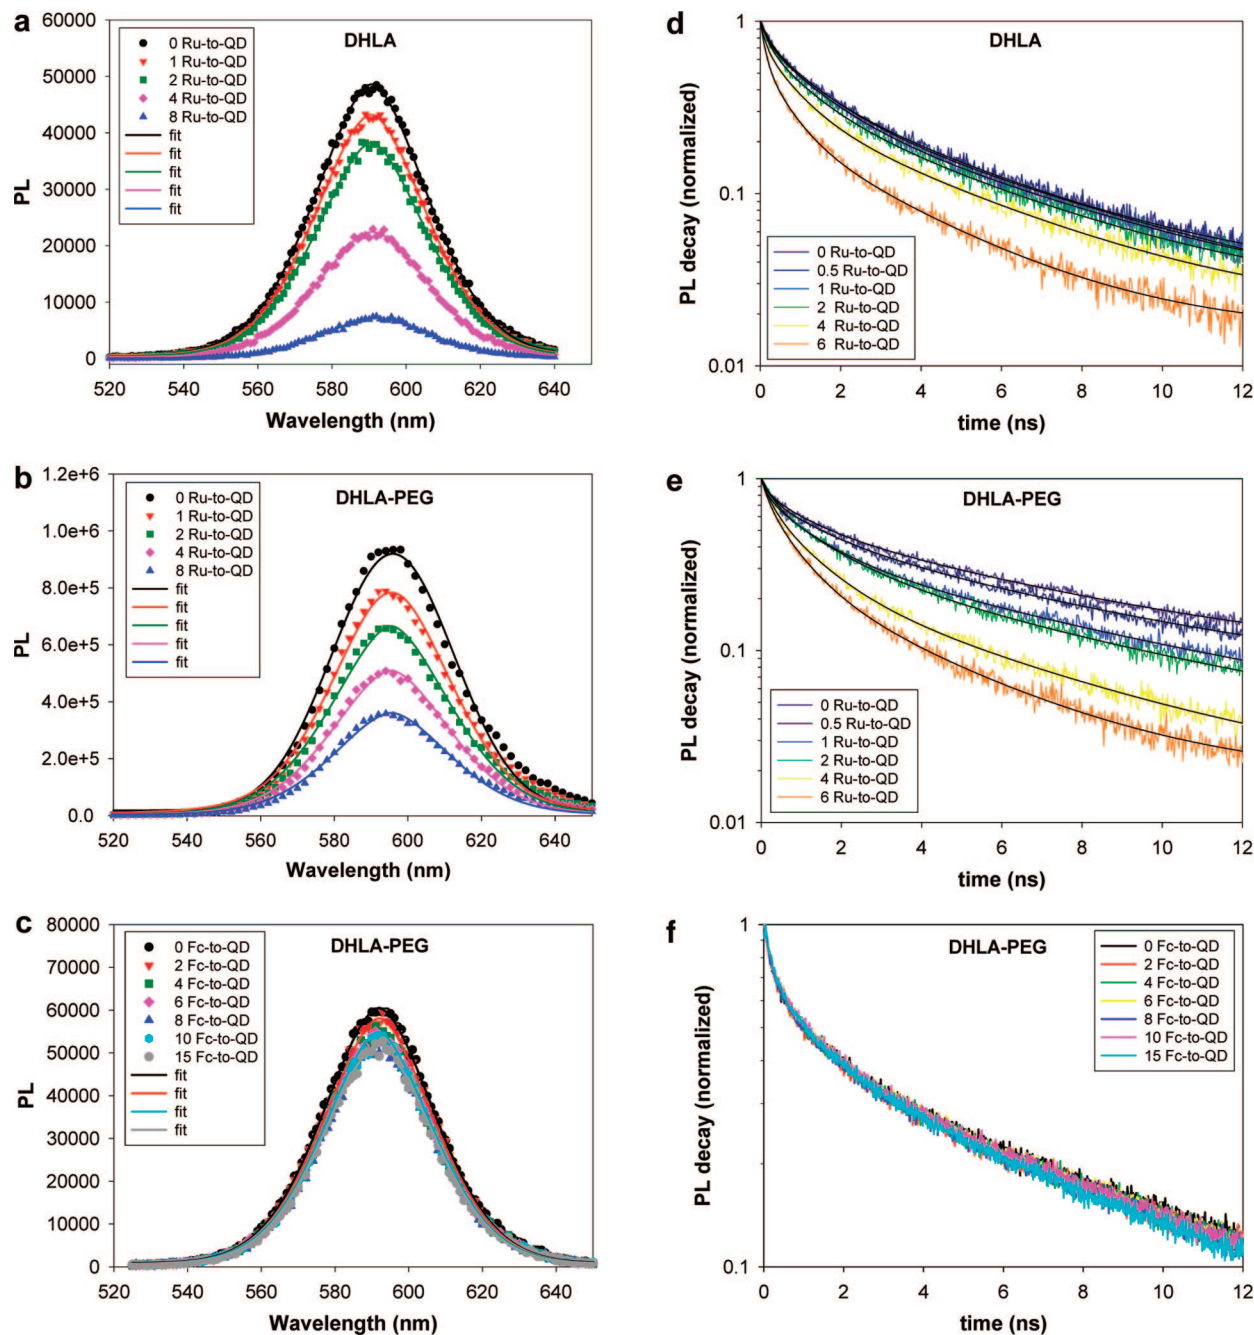 a
DHLA
0 Ru-to-QD
1 Ru-to-QD
2 Ru-to-QD
4 Ru-to-QD
8 Ru-to-QD
fit
fit
fit
fit
fit
60000
50000
40000
30000
20000
10000
0
PL
520 540 560 580 600 620 640
Wavelength (nm)
d
DHLA
1
0.1
0.01
PL decay (normalized)
0 Ru-to-QD
0.5 Ru-to-QD
1 Ru-to-QD
2 Ru-to-QD
4 Ru-to-QD
6 Ru-to-QD
0 2 4 6 8 10 12
time (ns)
b
DHLA-PEG
0 Ru-to-QD
1 Ru-to-QD
2 Ru-to-QD
4 Ru-to-QD
8 Ru-to-QD
fit
fit
fit
fit
fit
1.2e+6
1.0e+6
8.0e+5
6.0e+5
4.0e+5
2.0e+5
0.0
PL
520 540 560 580 600 620 640
Wavelength (nm)
e
DHLA-PEG
1
0.1
0.01
PL decay (normalized)
0 Ru-to-QD
0.5 Ru-to-QD
1 Ru-to-QD
2 Ru-to-QD
4 Ru-to-QD
6 Ru-to-QD
0 2 4 6 8 10 12
time (ns)
c
DHLA-PEG
0 Fc-to-QD
2 Fc-to-QD
4 Fc-to-QD
6 Fc-to-QD
8 Fc-to-QD
10 Fc-to-QD
15 Fc-to-QD
fit
fit
fit
fit
80000
70000
60000
50000
40000
30000
20000
10000
0
PL
520 540 560 580 600 620 640
Wavelength (nm)
f
DHLA-PEG
0 Fc-to-QD
2 Fc-to-QD
4 Fc-to-QD
6 Fc-to-QD
8 Fc-to-QD
10 Fc-to-QD
15 Fc-to-QD
1
0.1
PL decay (normalized)
0 2 4 6 8 10 12
time (ns)